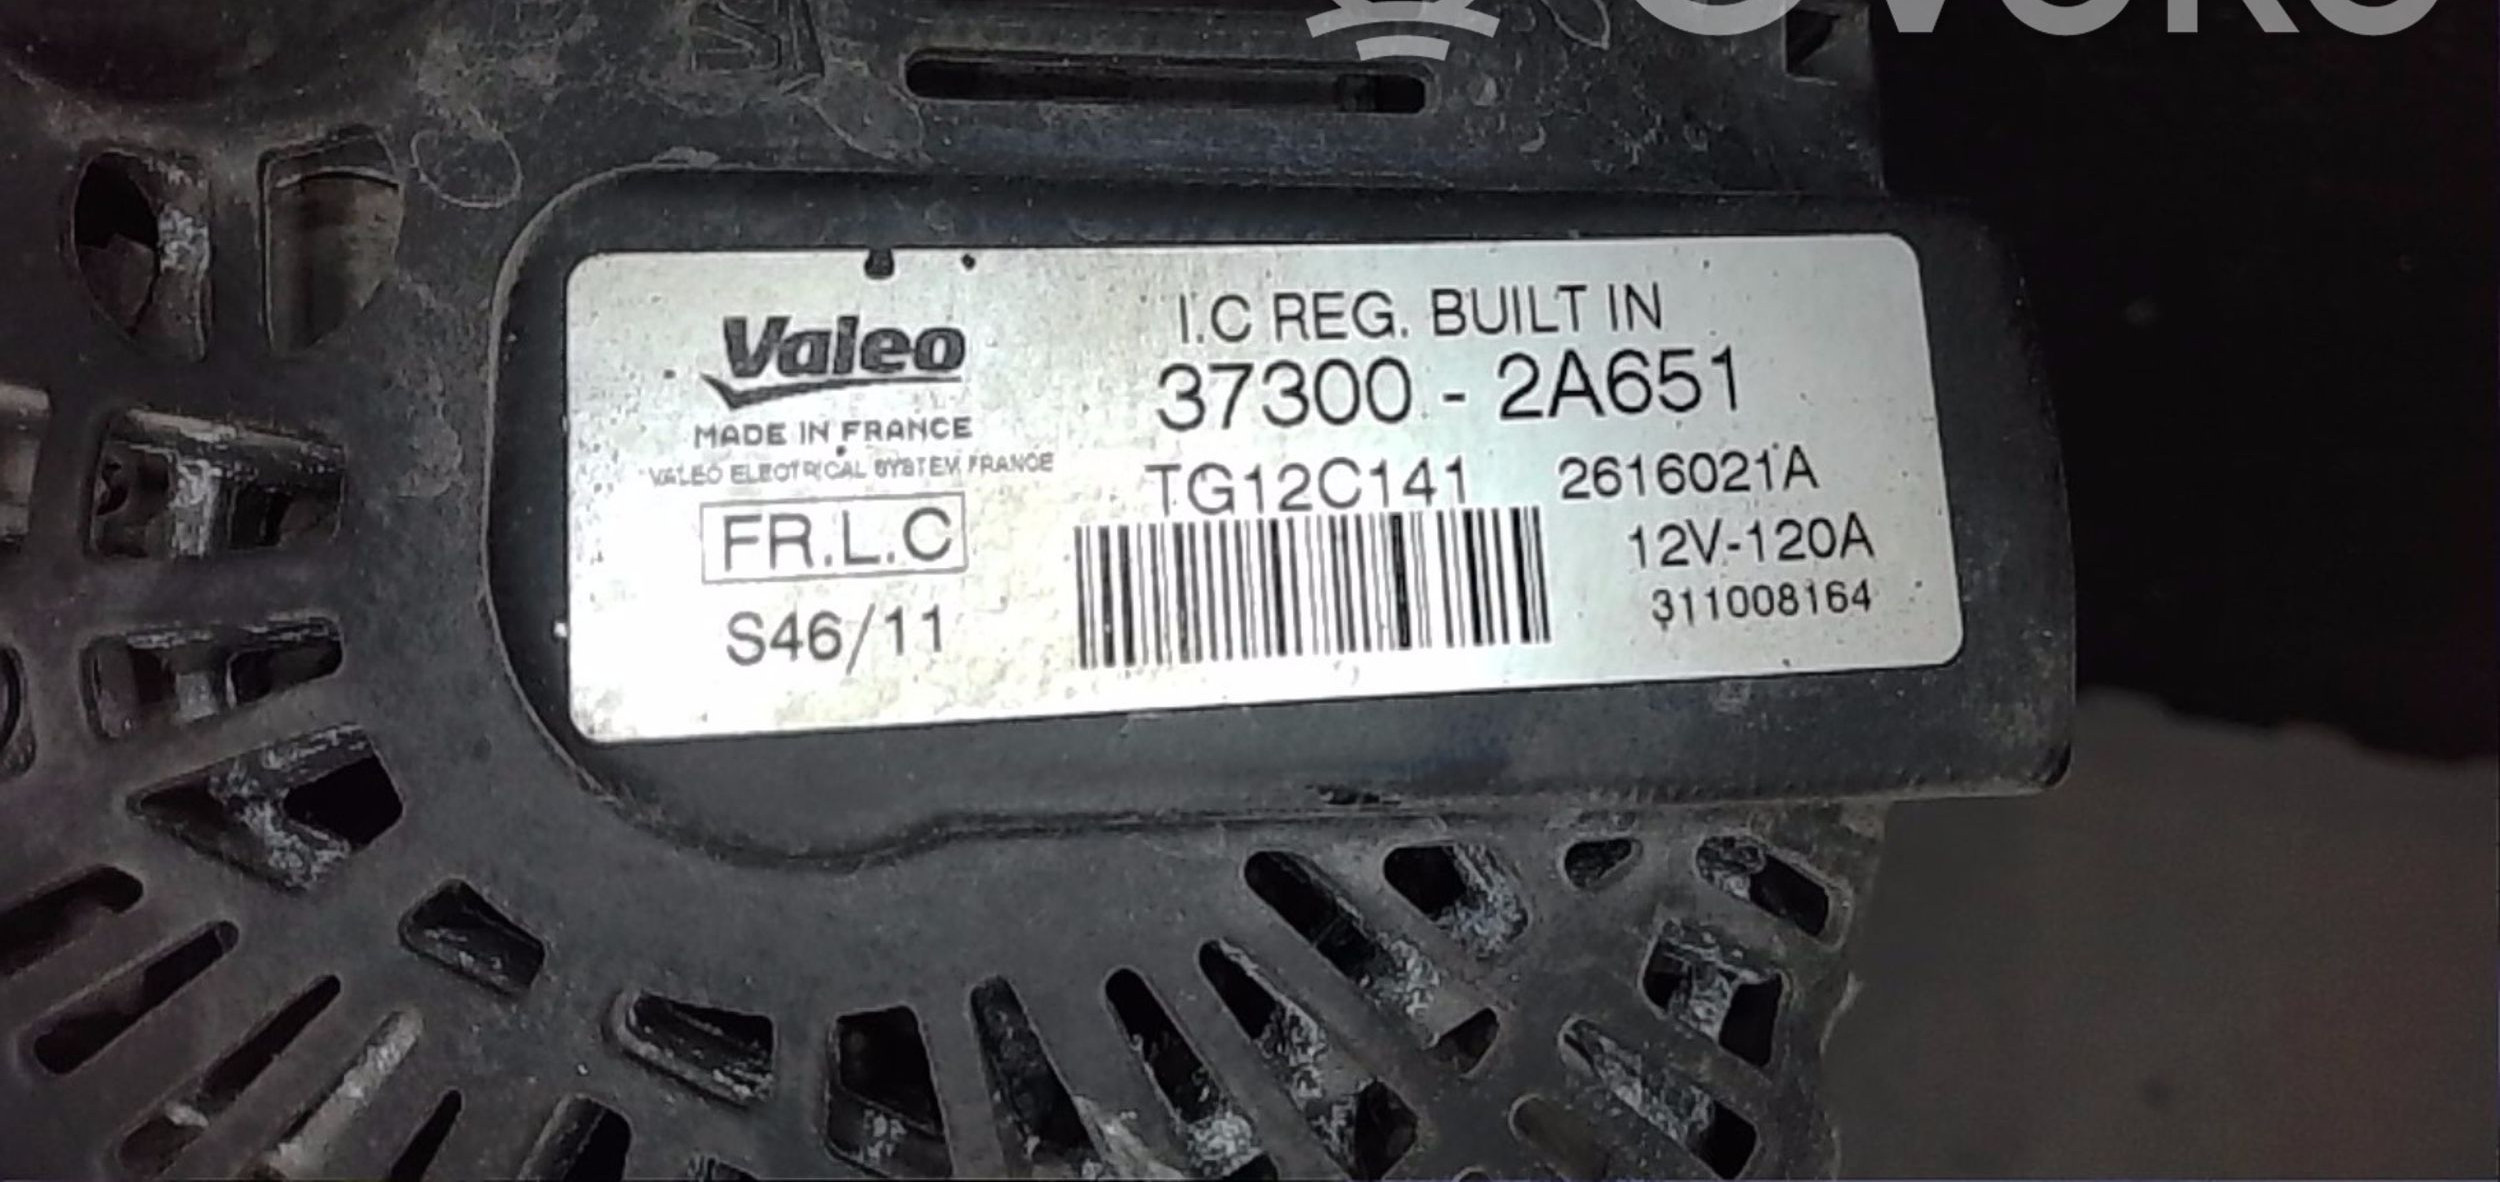 Valeo
MADE IN FRANCE
VALEO ELECTRICAL SYSTEM FRANCE
FR.L.C
S46/11
I.C REG. BUILT IN
37300 - 2A651
TG12C141 2616021A
12V-120A
311008164